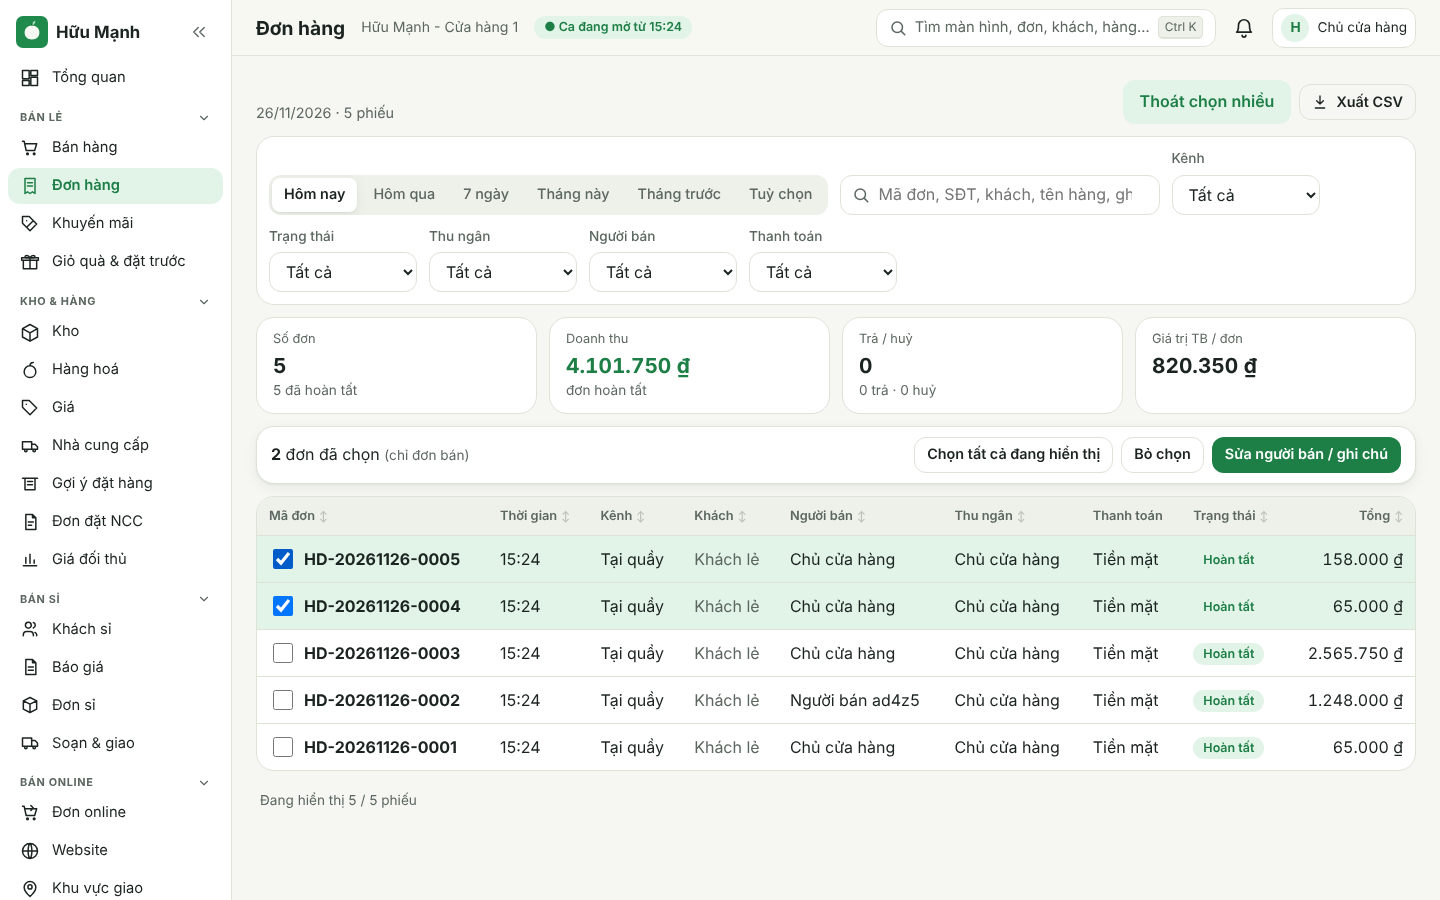 Hữu Mạnh
Tổng quan
BÁN LẺ
Bán hàng
Đơn hàng
Khuyến mãi
Giỏ quà & đặt trước
KHO & HÀNG
Kho
Hàng hoá
Giá
Nhà cung cấp
Gợi ý đặt hàng
Đơn đặt NCC
Giá đối thủ
BÁN SỈ
Khách sỉ
Báo giá
Đơn sỉ
Soạn & giao
BÁN ONLINE
Đơn online
Website
Khu vực giao
Đơn hàng Hữu Mạnh - Cửa hàng 1 Ca đang mở từ 15:24 Tìm màn hình, đơn, khách, hàng... Ctrl K H Chủ cửa hàng
26/11/2026 · 5 phiếu Thoát chọn nhiều Xuất CSV
Kênh
Hôm nay Hôm qua 7 ngày Tháng này Tháng trước Tuỳ chọn Mã đơn, SĐT, khách, tên hàng, gh Tất cả
Trạng thái Thu ngân Người bán Thanh toán
Tất cả Tất cả Tất cả Tất cả
Số đơn Doanh thu Trả / huỷ Giá trị TB / đơn
5 4.101.750 ₫ 0 820.350 ₫
5 đã hoàn tất đơn hoàn tất 0 trả · 0 huỷ
2 đơn đã chọn (chỉ đơn bán) Chọn tất cả đang hiển thị Bỏ chọn Sửa người bán / ghi chú
Mã đơn Thời gian Kênh Khách Người bán Thu ngân Thanh toán Trạng thái Tổng
HD-20261126-0005 15:24 Tại quầy Khách lẻ Chủ cửa hàng Chủ cửa hàng Tiền mặt Hoàn tất 158.000 ₫
HD-20261126-0004 15:24 Tại quầy Khách lẻ Chủ cửa hàng Chủ cửa hàng Tiền mặt Hoàn tất 65.000 ₫
HD-20261126-0003 15:24 Tại quầy Khách lẻ Chủ cửa hàng Chủ cửa hàng Tiền mặt Hoàn tất 2.565.750 ₫
HD-20261126-0002 15:24 Tại quầy Khách lẻ Người bán ad4z5 Chủ cửa hàng Tiền mặt Hoàn tất 1.248.000 ₫
HD-20261126-0001 15:24 Tại quầy Khách lẻ Chủ cửa hàng Chủ cửa hàng Tiền mặt Hoàn tất 65.000 ₫
Đang hiển thị 5 / 5 phiếu